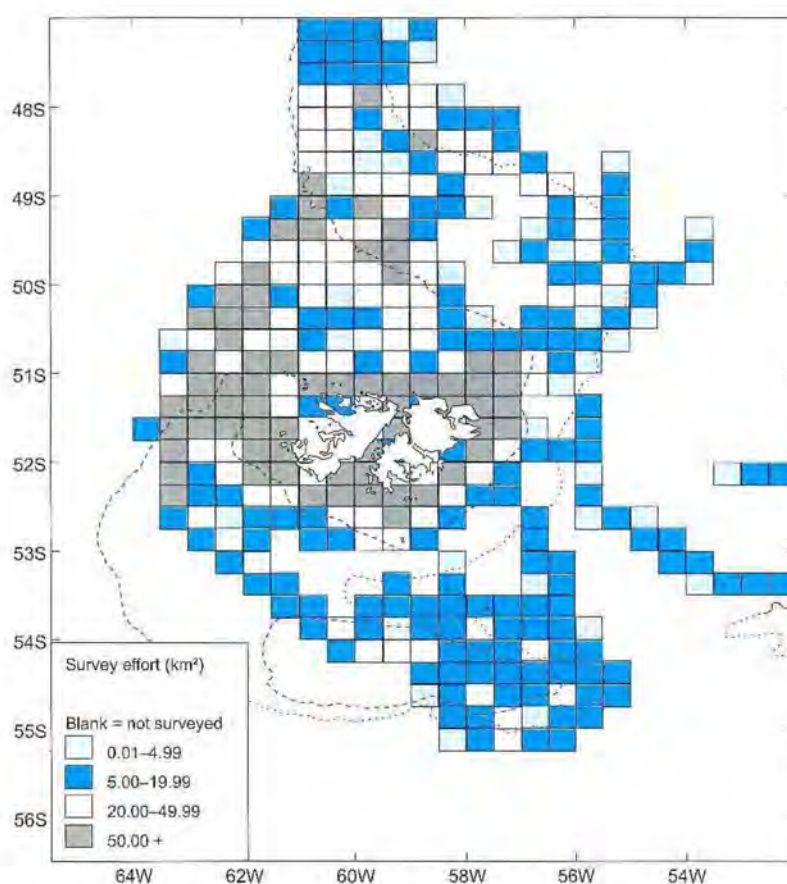 48S
49S
50S
51S
52S
53S
54S
55S
56S
Survey effort (km²)
Blank = not surveyed
0.01–4.99
5.00–19.99
20.00–49.99
50.00 +
64W 62W 60W 58W 56W 54W